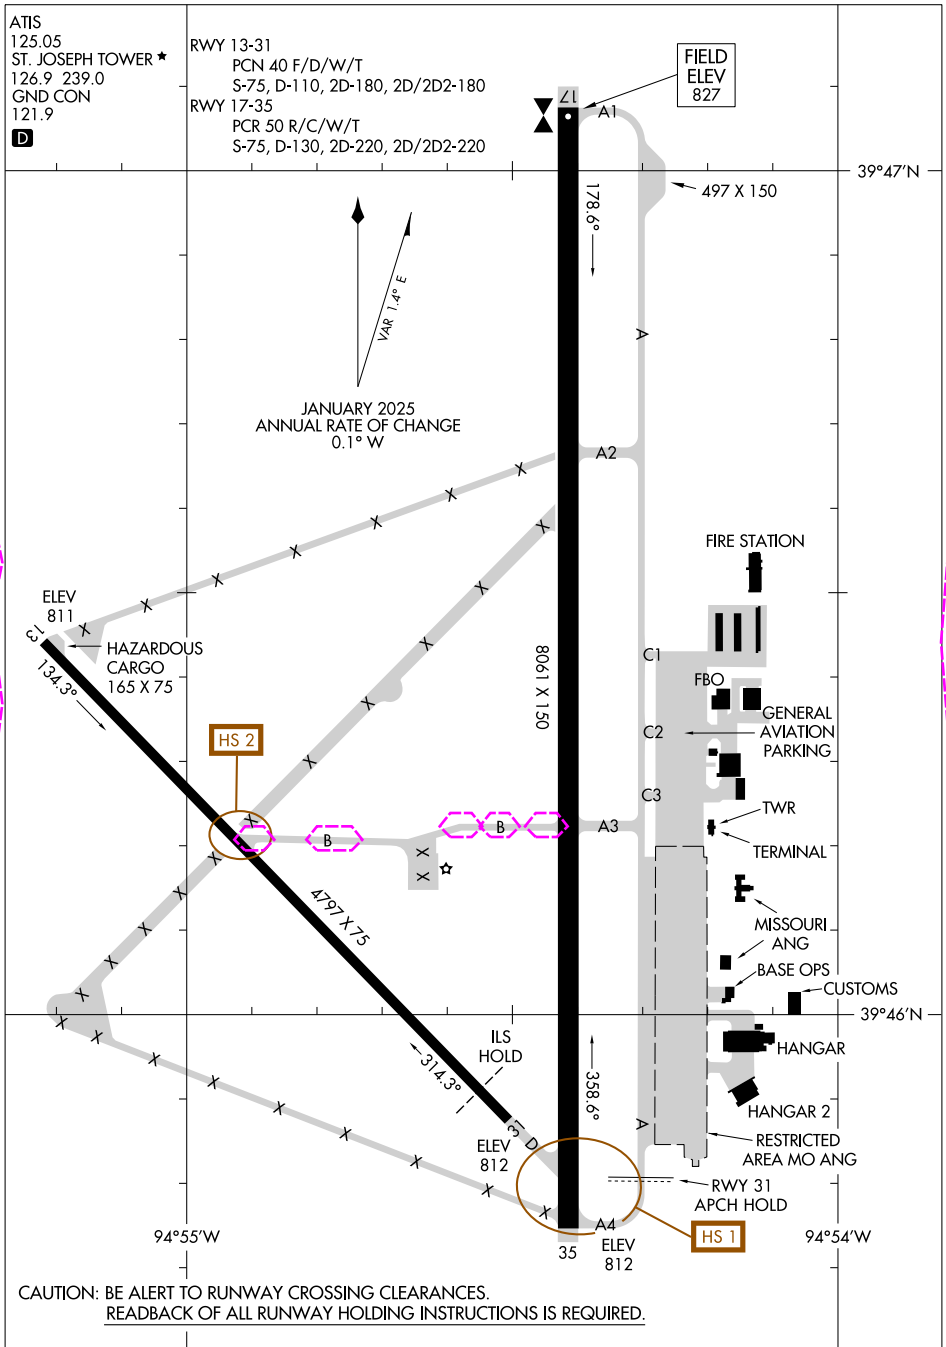 ATIS
125.05
ST. JOSEPH TOWER ★
126.9 239.0
GND CON
121.9
D
RWY 13-31
PCN 40 F/D/W/T
S-75, D-110, 2D-180, 2D/2D2-180
RWY 17-35
PCR 50 R/C/W/T
S-75, D-130, 2D-220, 2D/2D2-220
FIELD
ELEV
827
17
A1
39°47'N
497 X 150
178.6°
VAR 1.4° E
A
JANUARY 2025
ANNUAL RATE OF CHANGE
0.1° W
A2
X
X
X
X
X
X
X
X
X
X
X
X
X
X
FIRE STATION
ELEV
811
13
HAZARDOUS
CARGO
165 X 75
134.3°
8061 X 150
C1
FBO
GENERAL
AVIATION
PARKING
C2
HS 2
C3
TWR
TERMINAL
A3
B
B
X
X
X
X
X
X
X
4797 X 75
MISSOURI
ANG
BASE OPS
CUSTOMS
39°46'N
HANGAR
HANGAR 2
X
X
X
X
X
X
X
X
X
ILS
HOLD
314.3°
358.6°
A
31
D
ELEV
812
RESTRICTED
AREA MO ANG
RWY 31
APCH HOLD
HS 1
A4
ELEV
812
35
94°55'W
94°54'W
CAUTION: BE ALERT TO RUNWAY CROSSING CLEARANCES.
READBACK OF ALL RUNWAY HOLDING INSTRUCTIONS IS REQUIRED.